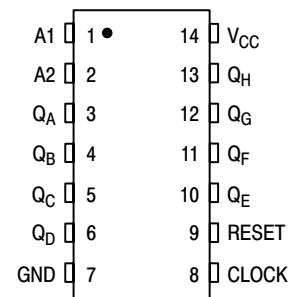 A1 1 14 VCC
A2 2 13 QH
QA 3 12 QG
QB 4 11 QF
QC 5 10 QE
QD 6 9 RESET
GND 7 8 CLOCK